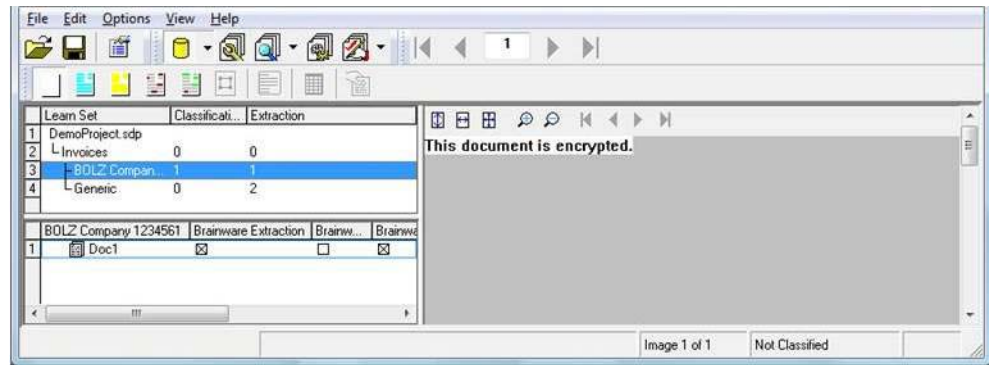 File Edit Options View Help
1
Learn Set Classificati... Extraction
1 DemoProject.sdp
2 Invoices 0 0
3 BOLZ Compan... 1 1
4 Generic 0 2
This document is encrypted.
BOLZ Company 1234561 Brainware Extraction Brainw... Brainwa
1 Doc1
Image 1 of 1 Not Classified